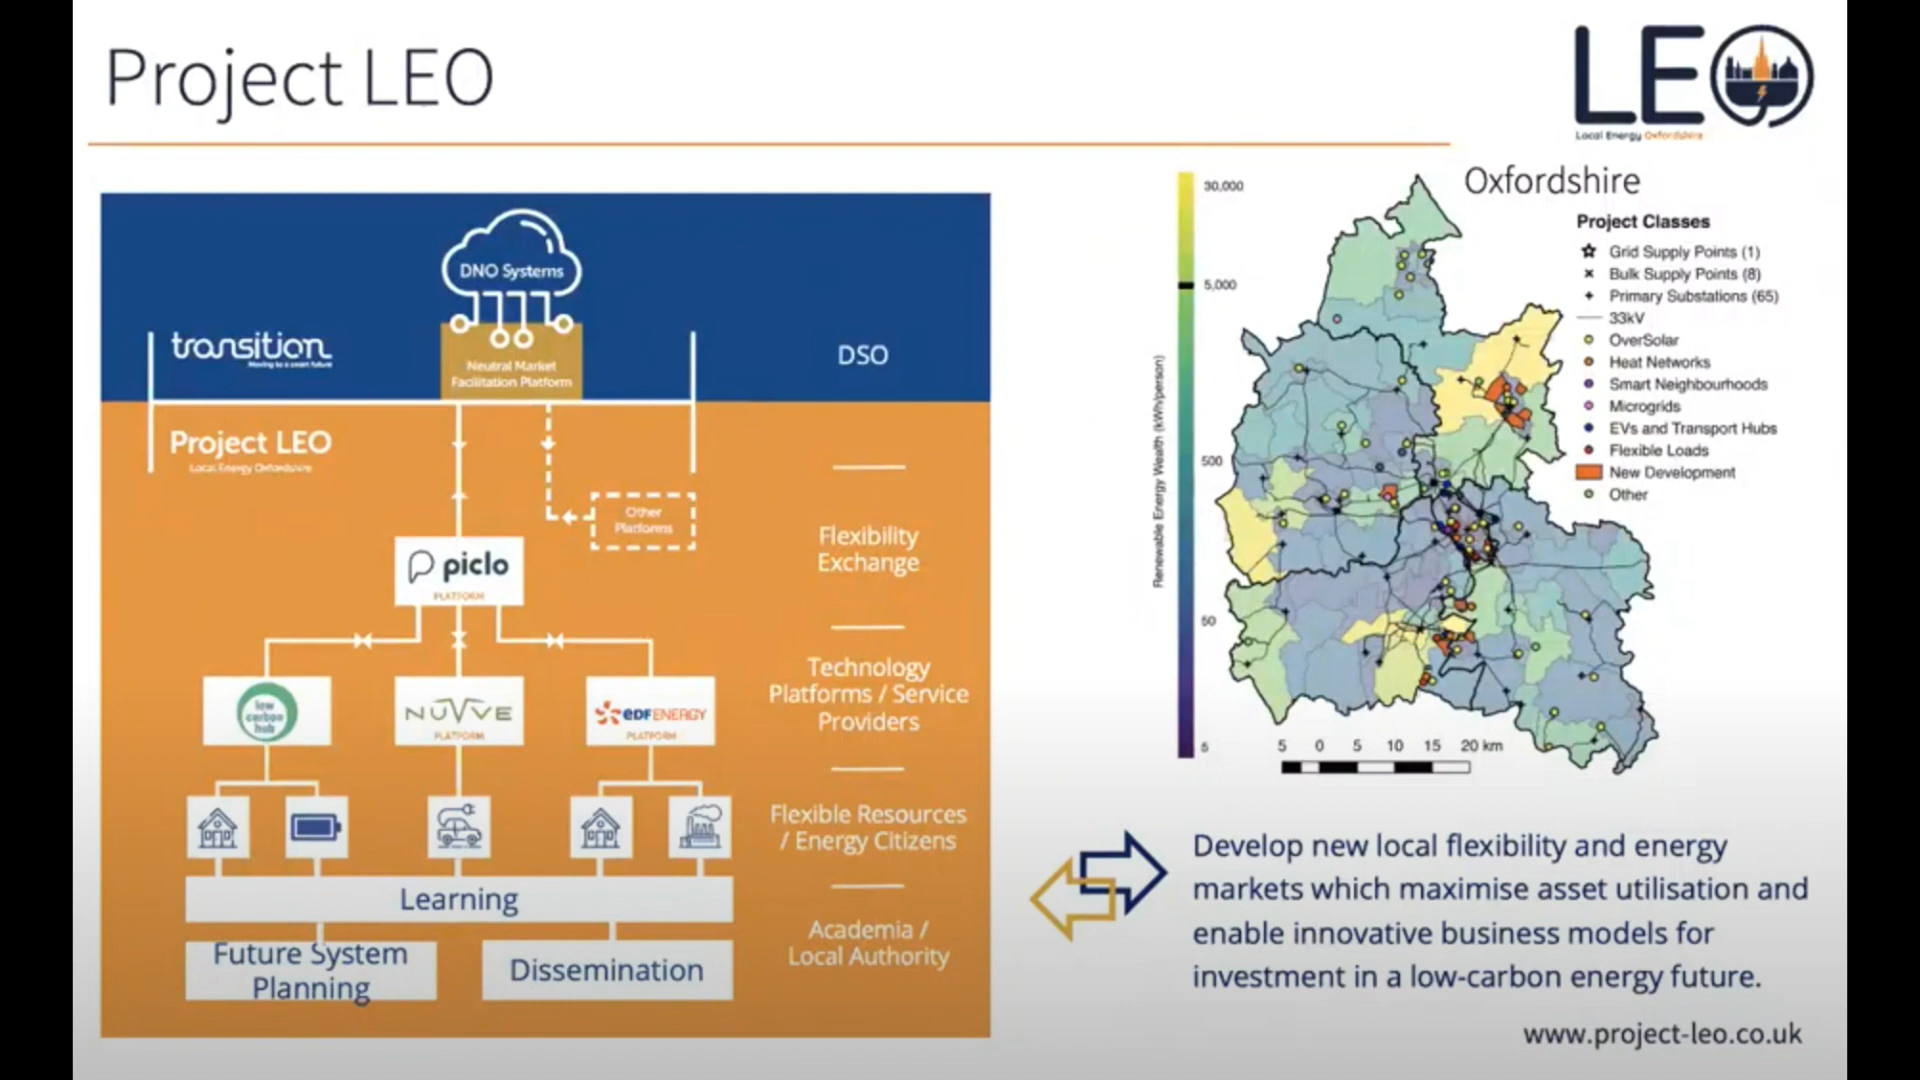 Project LEO
LEO
Local Energy Oxfordshire
DNO Systems
Neutral Market
Facilitation Platform
transition
Moving to a smart future
DSO
Project LEO
Local Energy Oxfordshire
Other
Platforms
Flexibility
Exchange
piclo
PLATFORM
Technology
Platforms / Service
Providers
low
carbon
hub
NUVVE
PLATFORM
eDF ENERGY
PLATFORM
Flexible Resources
/ Energy Citizens
Learning
Academia /
Local Authority
Future System
Planning
Dissemination
Oxfordshire
Renewable Energy Wealth (kWh/person)
30,000
5,000
500
50
5
Project Classes
Grid Supply Points (1)
Bulk Supply Points (8)
Primary Substations (65)
33kV
OverSolar
Heat Networks
Smart Neighbourhoods
Microgrids
EVs and Transport Hubs
Flexible Loads
New Development
Other
5 0 5 10 15 20 km
Develop new local flexibility and energy
markets which maximise asset utilisation and
enable innovative business models for
investment in a low-carbon energy future.
www.project-leo.co.uk